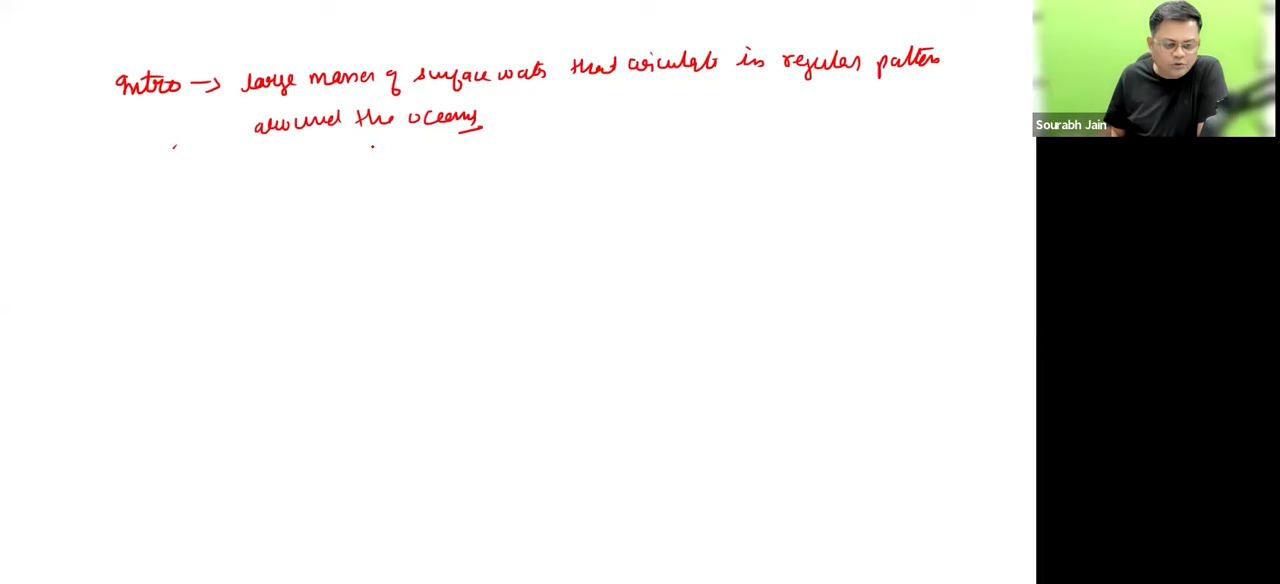 Intro → large masses of surface water that circulate in regular pattern
around the oceans
Sourabh Jain